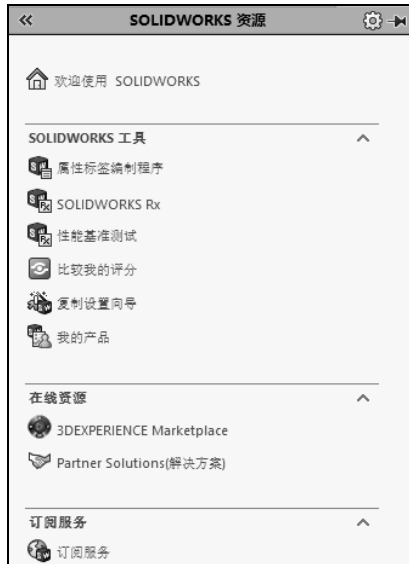 SOLIDWORKS 资源
欢迎使用 SOLIDWORKS
SOLIDWORKS 工具
属性标签编制程序
SOLIDWORKS Rx
性能基准测试
比较我的评分
复制设置向导
我的产品
在线资源
3DEXPERIENCE Marketplace
Partner Solutions(解决方案)
订阅服务
订阅服务